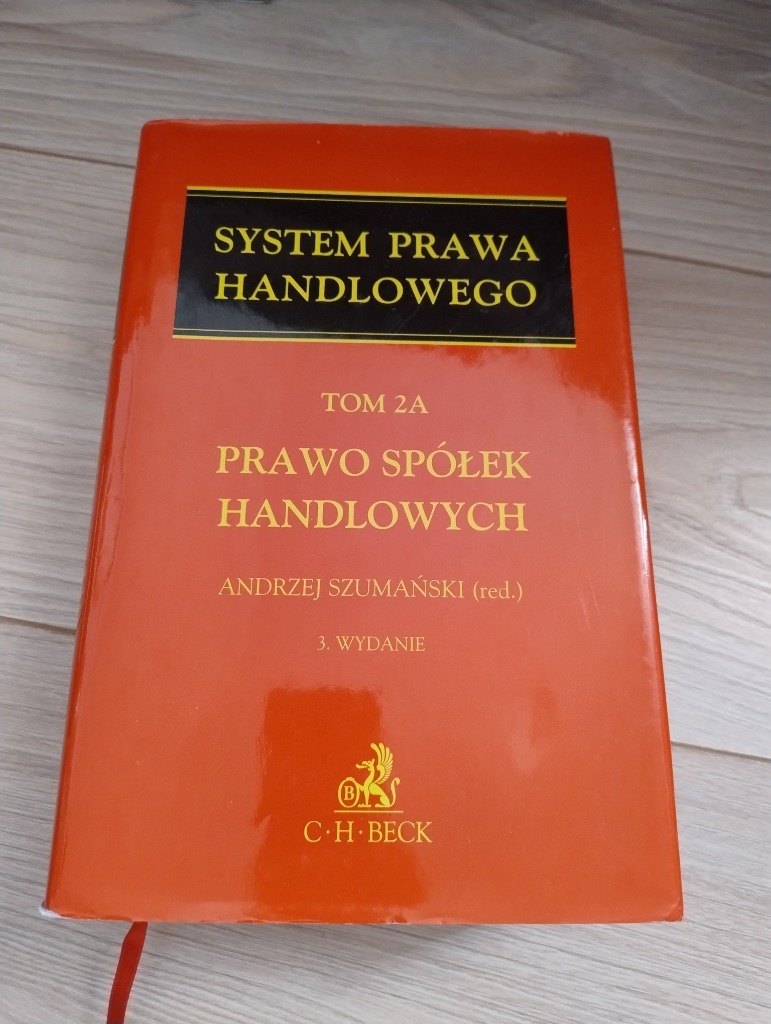 SYSTEM PRAWA
HANDLOWEGO
TOM 2A
PRAWO SPÓŁEK
HANDLOWYCH
ANDRZEJ SZUMAŃSKI (red.)
3. WYDANIE
B
C·H·BECK